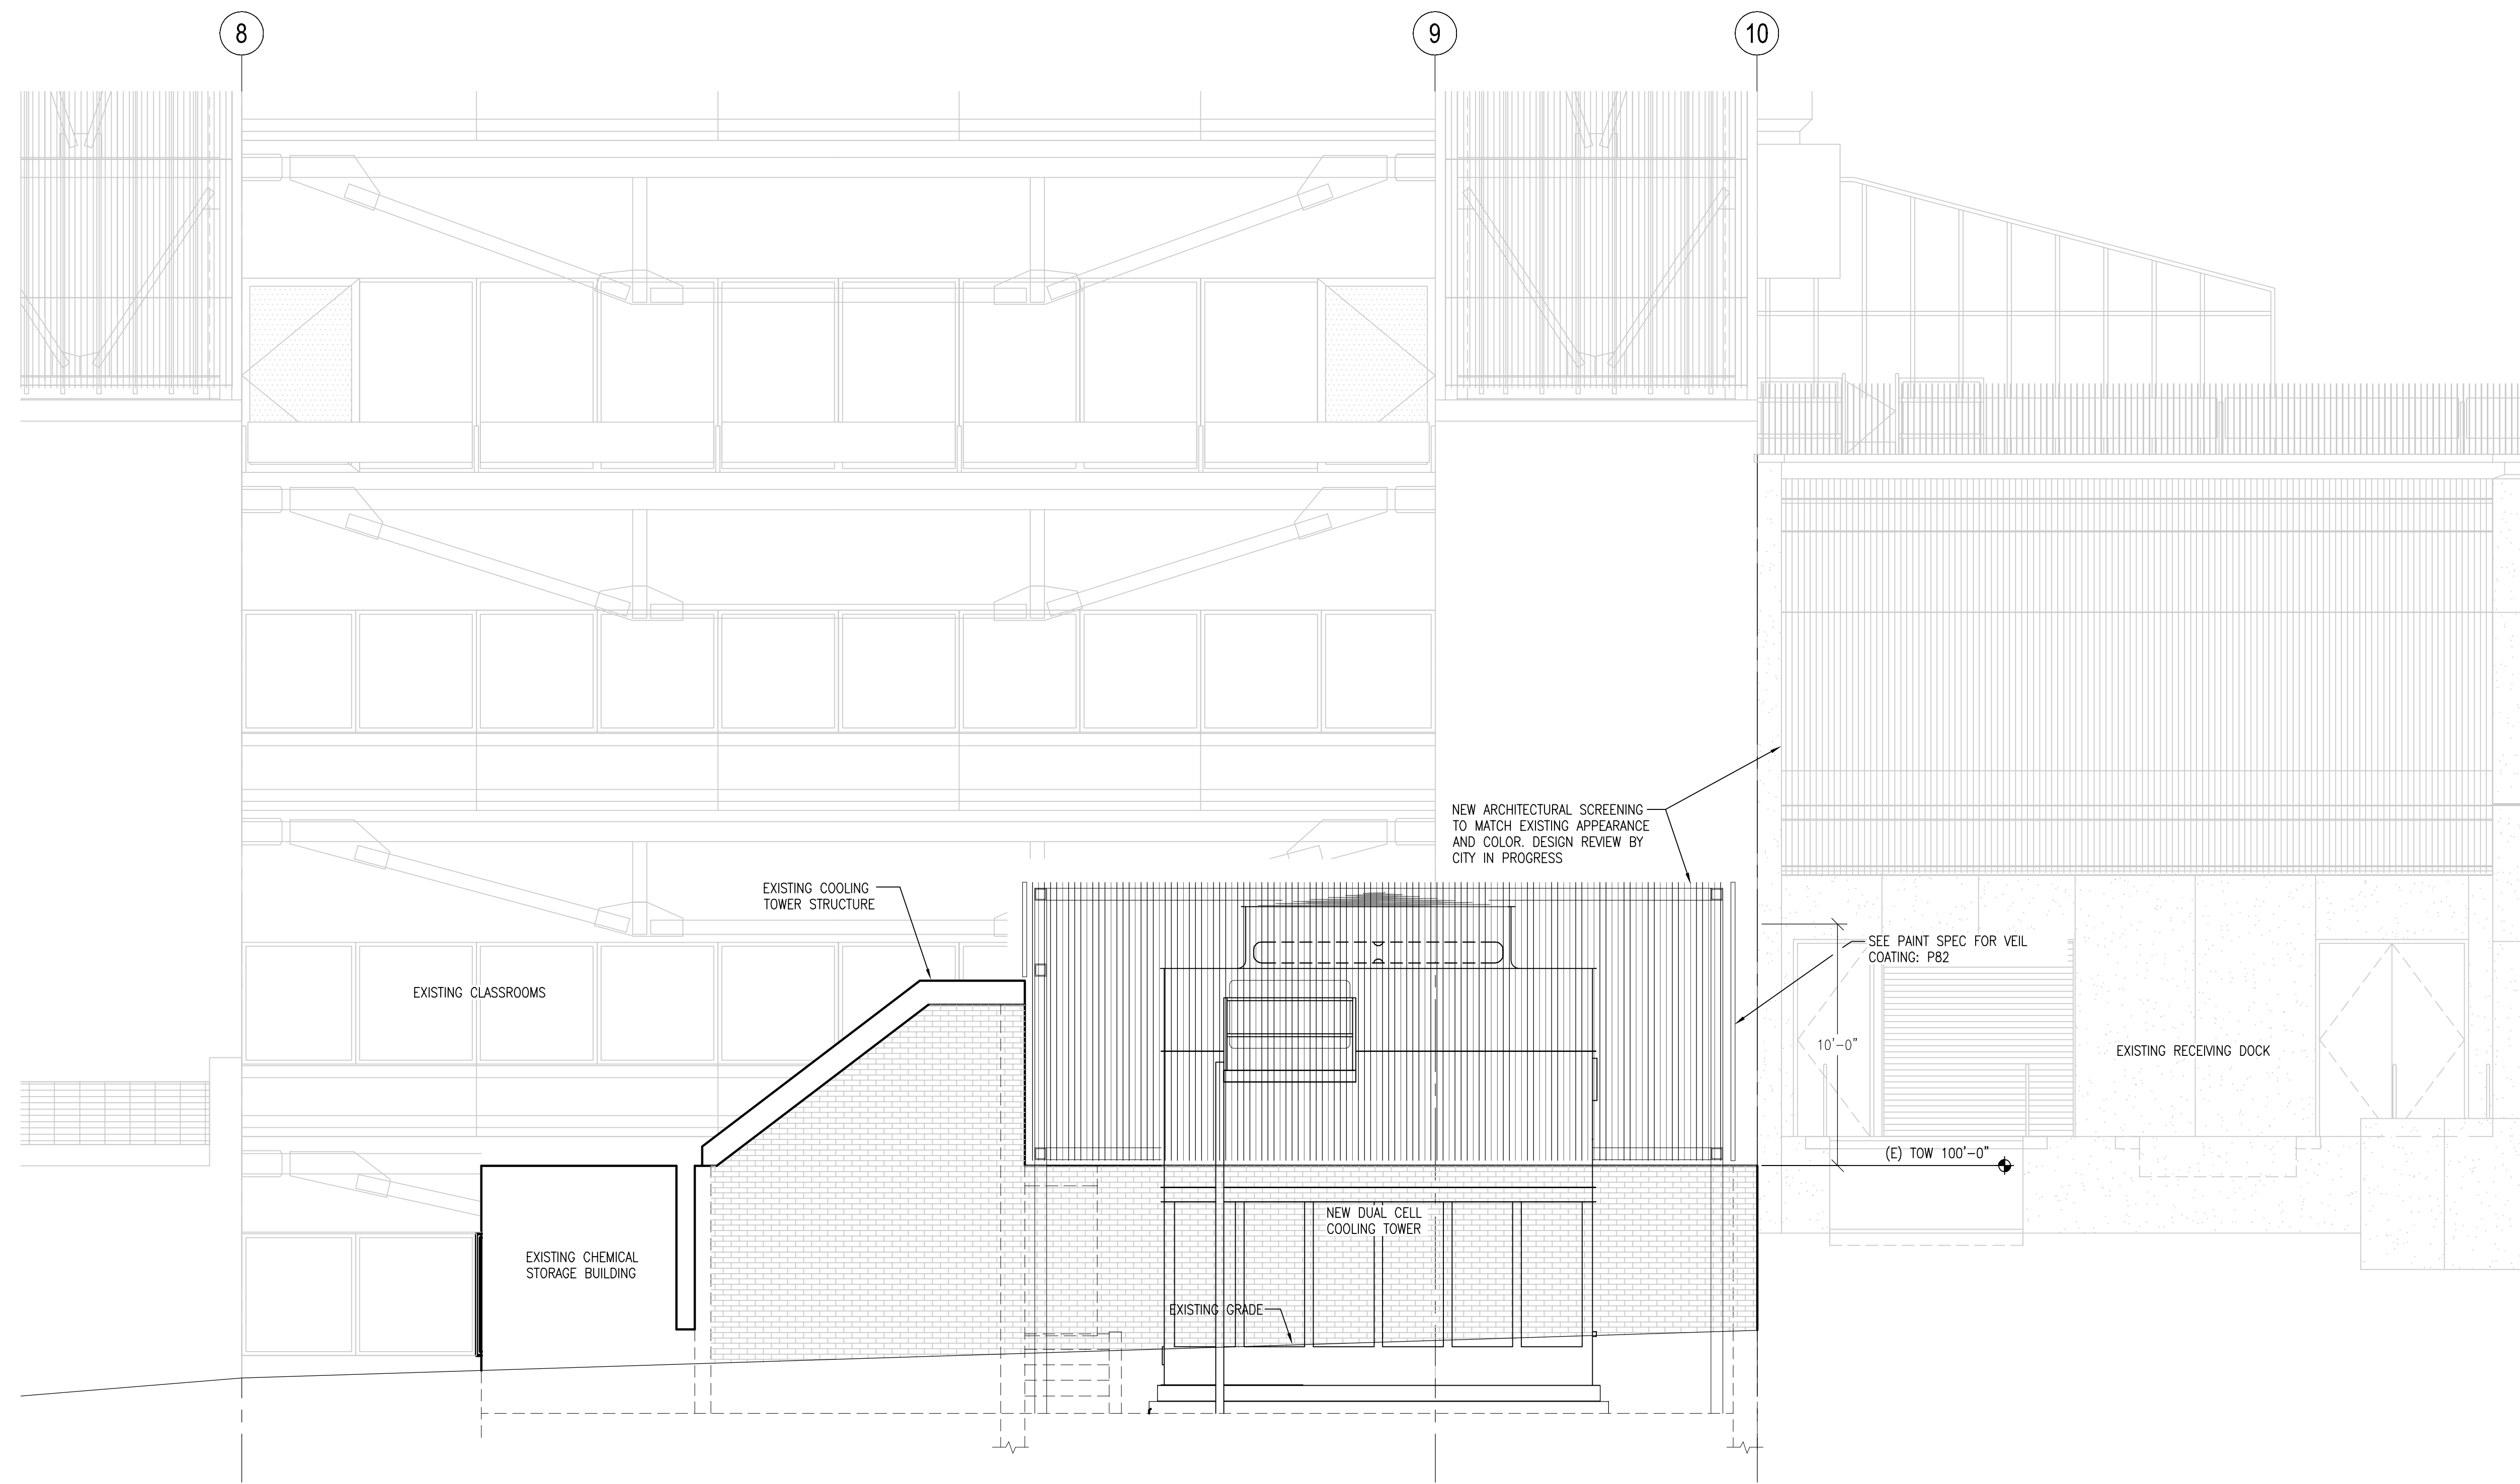 8
9
10
NEW ARCHITECTURAL SCREENING
TO MATCH EXISTING APPEARANCE
AND COLOR. DESIGN REVIEW BY
CITY IN PROGRESS
EXISTING COOLING
TOWER STRUCTURE
SEE PAINT SPEC FOR VEIL
COATING: P82
EXISTING CLASSROOMS
10'-0"
EXISTING RECEIVING DOCK
(E) TOW 100'-0"
NEW DUAL CELL
COOLING TOWER
EXISTING CHEMICAL
STORAGE BUILDING
EXISTING GRADE